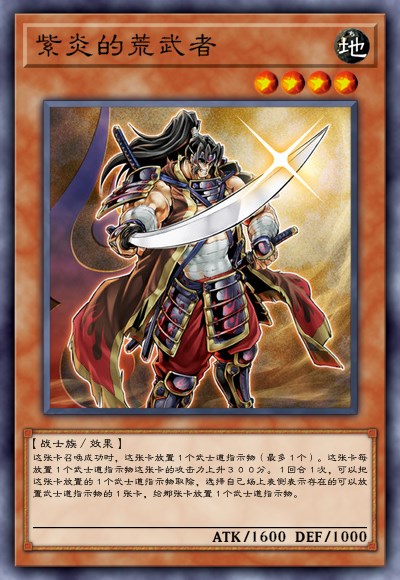 紫炎的荒武者
地
【战士族／效果】
这张卡召唤成功时，这张卡放置1个武士道指示物（最多1个）。这张卡每
放置1个武士道指示物这张卡的攻击力上升３００分。1回合1次，可以把
这张卡放置的1个武士道指示物取除，选择自己场上表侧表示存在的可以放
置武士道指示物的1张卡，给那张卡放置1个武士道指示物。
ATK/1600 DEF/1000